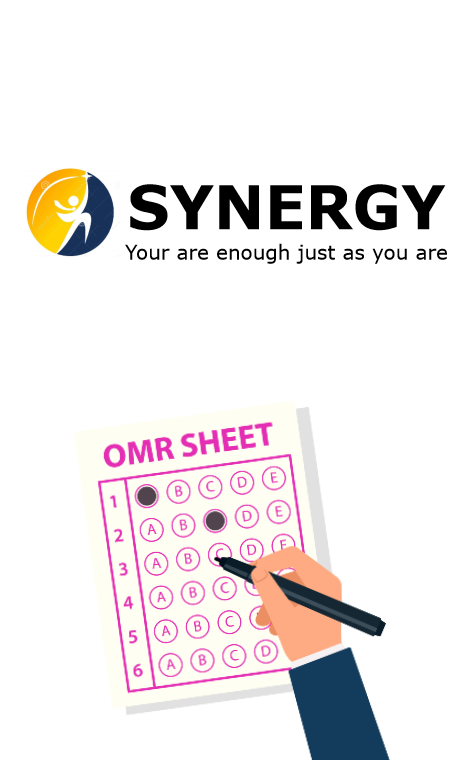 SYNERGY
Your are enough just as you are
OMR SHEET
1 B C D E
2 A B D E
3 A B C D E
4 A B C D
5 A B C
6 A B C D